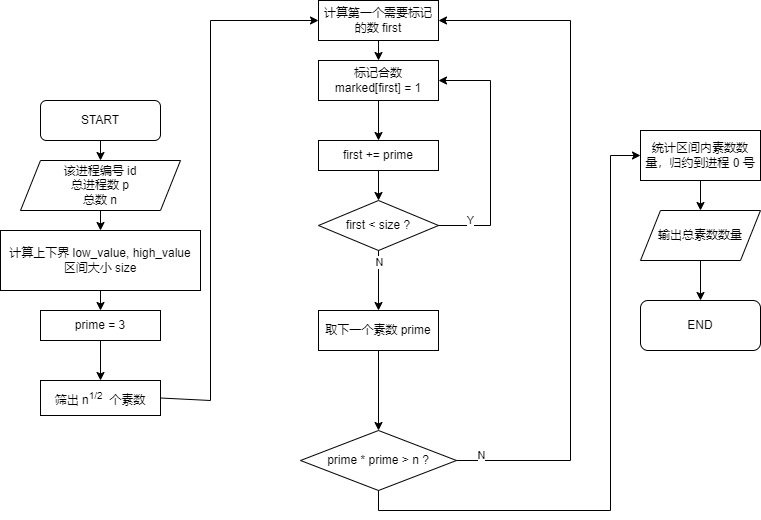 START
该进程编号 id
总进程数 p
总数 n
计算上下界 low_value, high_value
区间大小 size
prime = 3
筛出 n^1/2 个素数
计算第一个需要标记
的数 first
标记合数
marked[first] = 1
first += prime
first < size ?
Y
N
取下一个素数 prime
prime * prime > n ?
N
统计区间内素数数
量，归约到进程 0 号
输出总素数数量
END